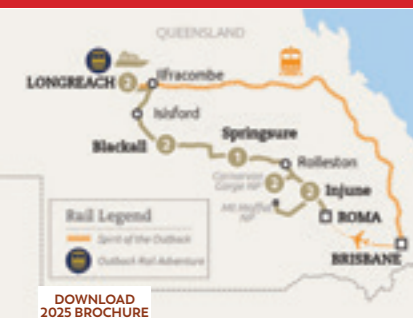 QUEENSLAND
Ilfracombe
LONGREACH 2
Isisford
Blackall 2
Springsure
1
Rolleston
Carnarvon
Gorge NP 2
2 Injune
Mt Moffat
NP
ROMA
BRISBANE
Rail Legend
Spirit of the Outback
Outback Rail Adventure
DOWNLOAD
2025 BROCHURE